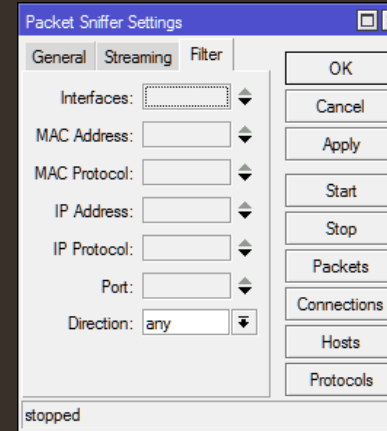 Packet Sniffer Settings
General Streaming Filter
Interfaces:
MAC Address:
MAC Protocol:
IP Address:
IP Protocol:
Port:
Direction: any
OK
Cancel
Apply
Start
Stop
Packets
Connections
Hosts
Protocols
stopped